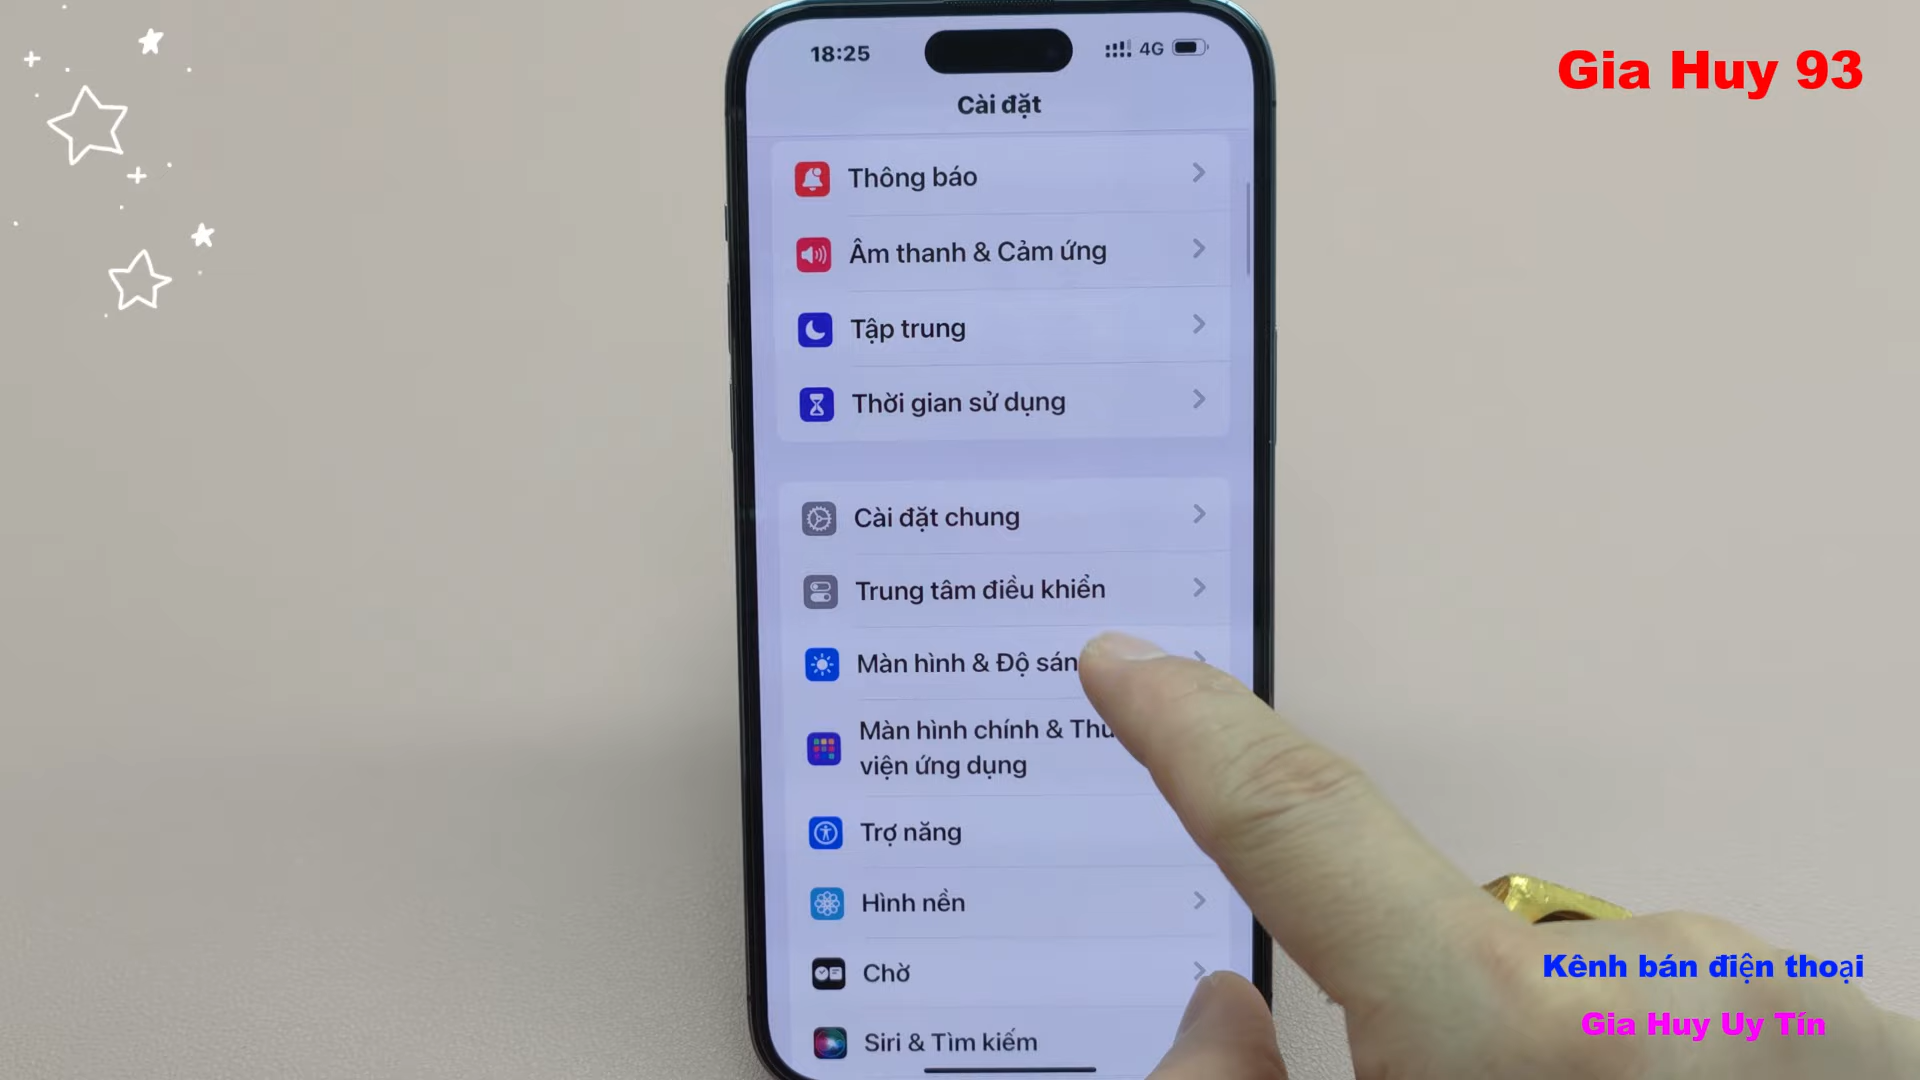 18:25
4G
Gia Huy 93
Cài đặt
Thông báo
Âm thanh & Cảm ứng
Tập trung
Thời gian sử dụng
Cài đặt chung
Trung tâm điều khiển
Màn hình & Độ sán
Màn hình chính & Thư
viện ứng dụng
Trợ năng
Hình nền
Chờ
Siri & Tìm kiếm
Kênh bán điện thoại
Gia Huy Uy Tín